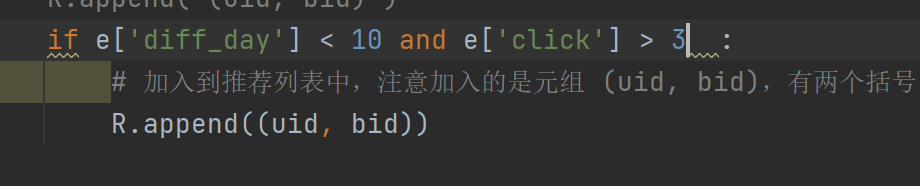 R.append( (uid, bid) )
if e['diff_day'] < 10 and e['click'] > 3  :
# 加入到推荐列表中，注意加入的是元组 (uid, bid)，有两个括号
R.append((uid, bid))